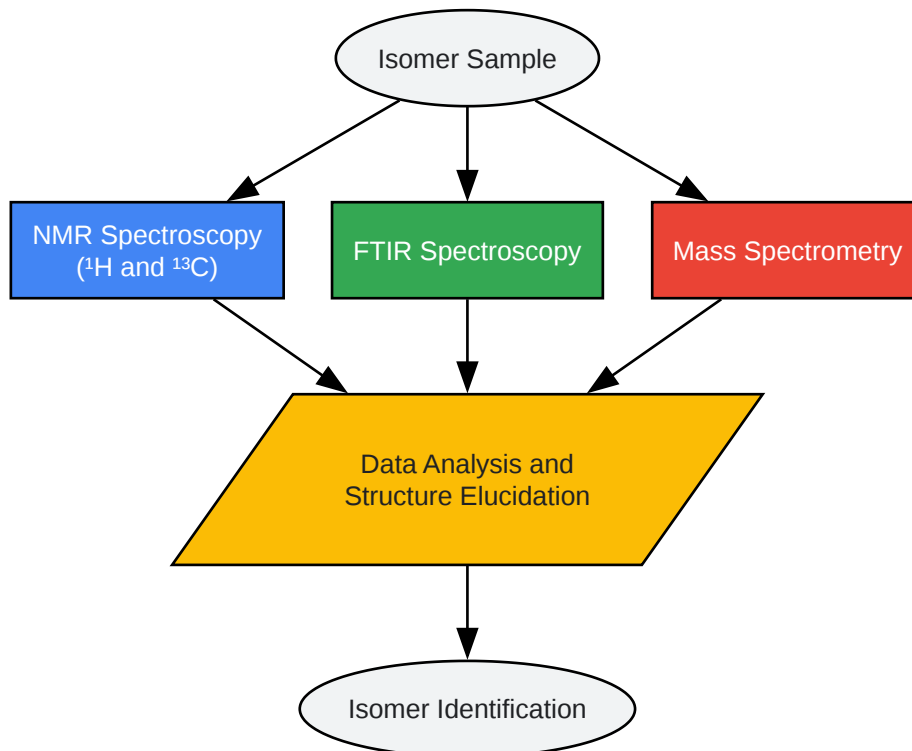 Isomer Sample
NMR Spectroscopy
(¹H and ¹³C)
FTIR Spectroscopy
Mass Spectrometry
Data Analysis and
Structure Elucidation
Isomer Identification